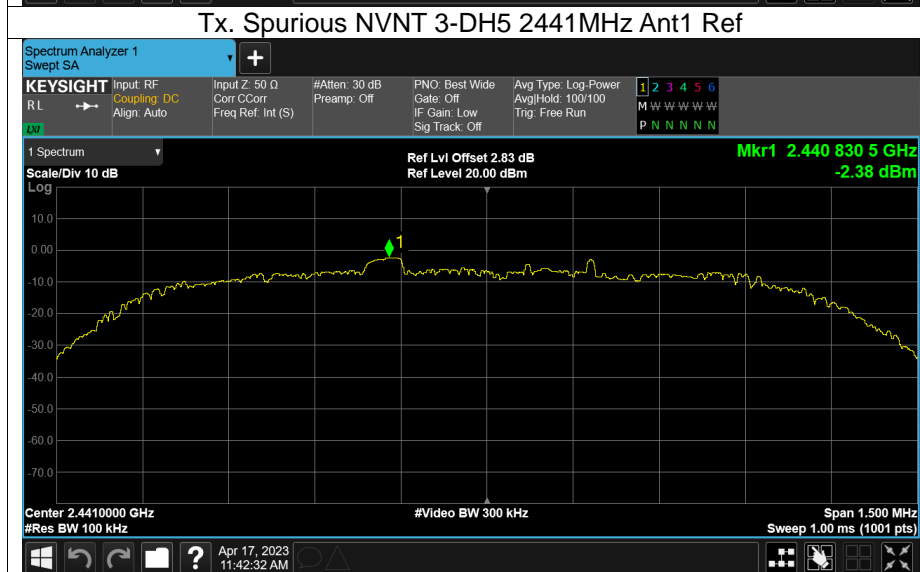 Tx. Spurious NVNT 3-DH5 2441MHz Ant1 Ref
Spectrum Analyzer 1
Swept SA
KEYSIGHT
RL
LXI
Input: RF
Coupling: DC
Align: Auto
Input Z: 50 Ω
Corr CCorr
Freq Ref: Int (S)
#Atten: 30 dB
Preamp: Off
PNO: Best Wide
Gate: Off
IF Gain: Low
Sig Track: Off
Avg Type: Log-Power
Avg|Hold: 100/100
Trig: Free Run
1 2 3 4 5 6
M W W W W W
P N N N N N
1 Spectrum
Scale/Div 10 dB
Log
Ref Lvl Offset 2.83 dB
Ref Level 20.00 dBm
Mkr1 2.440 830 5 GHz
-2.38 dBm
10.0
0.00
-10.0
-20.0
-30.0
-40.0
-50.0
-60.0
-70.0
1
Center 2.4410000 GHz
#Res BW 100 kHz
#Video BW 300 kHz
Span 1.500 MHz
Sweep 1.00 ms (1001 pts)
?
Apr 17, 2023
11:42:32 AM